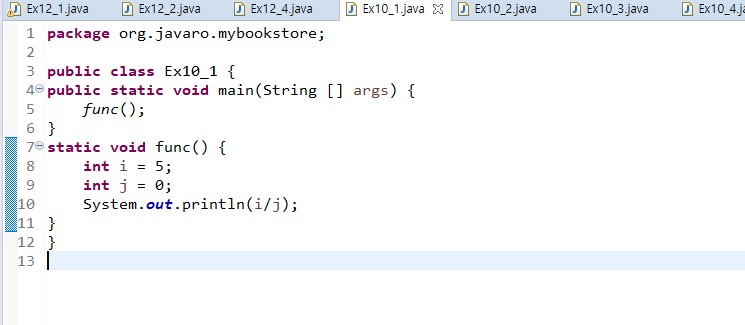 Ex12_1.java Ex12_2.java Ex12_4.java Ex10_1.java Ex10_2.java Ex10_3.java
1 package org.javaro.mybookstore;
2
3 public class Ex10_1 {
4 public static void main(String [] args) {
5 func();
6 }
7 static void func() {
8 int i = 5;
9 int j = 0;
10 System.out.println(i/j);
11 }
12 }
13